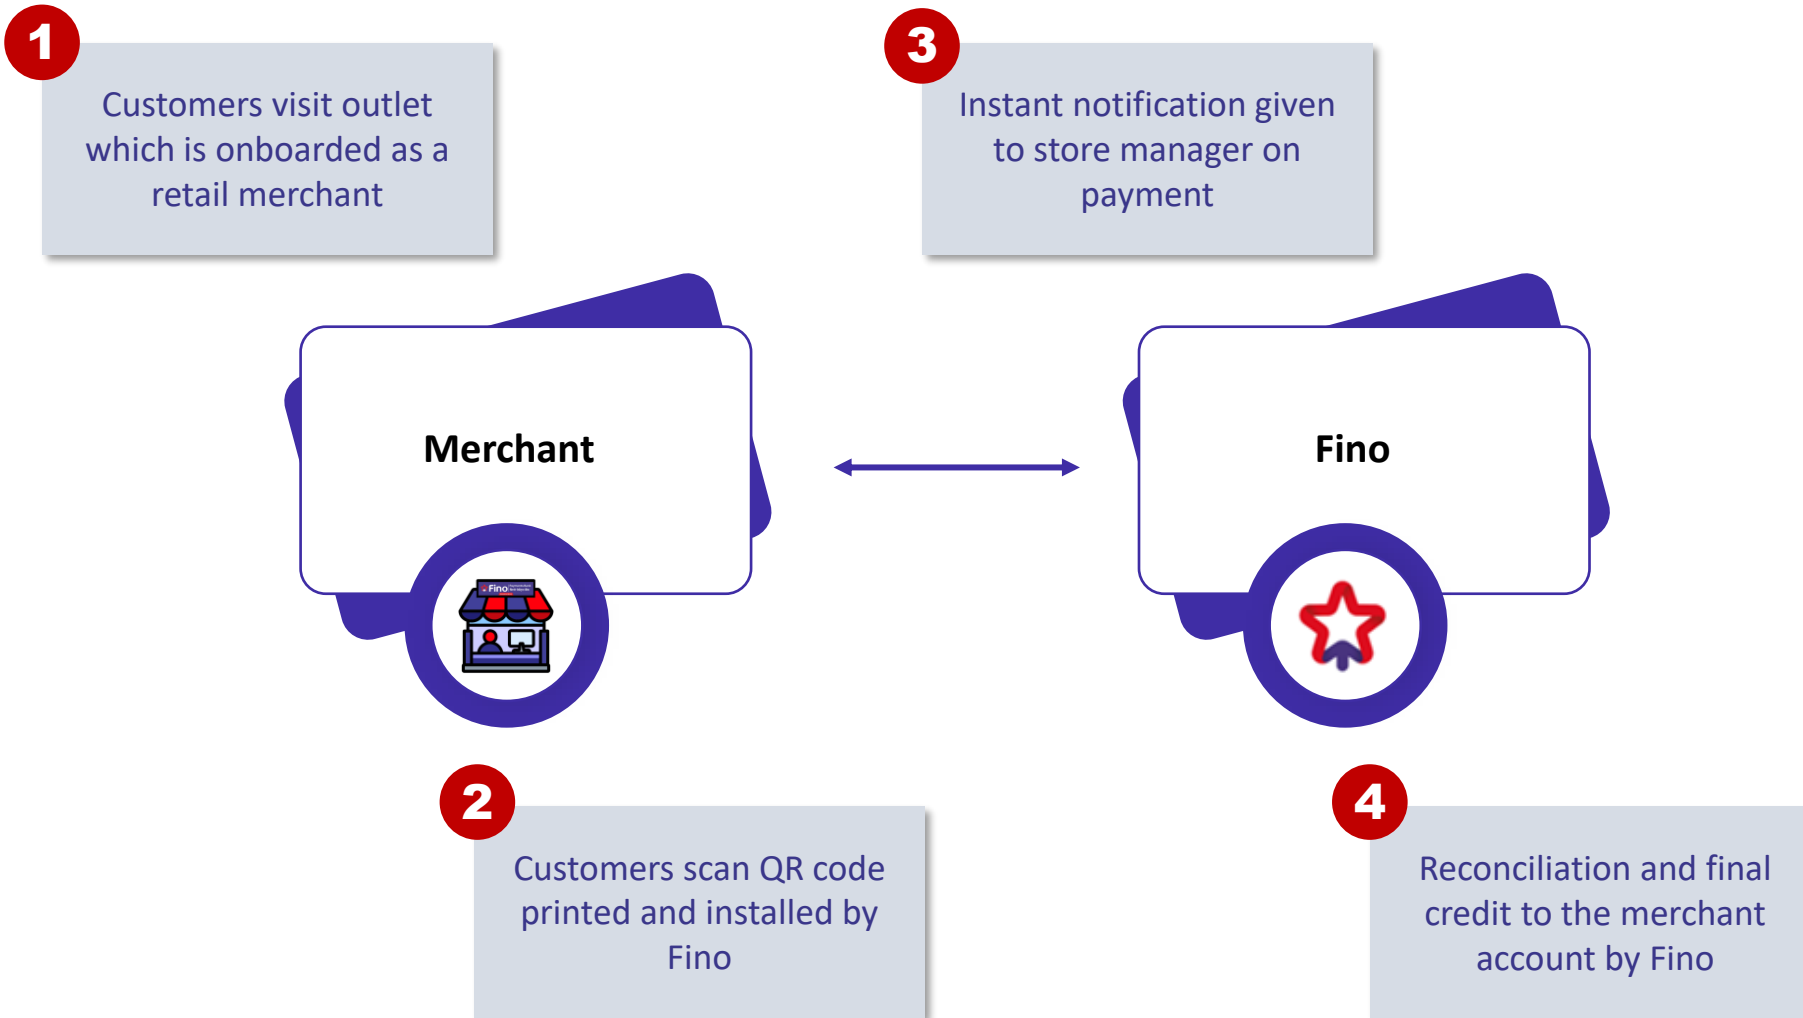 1
Customers visit outlet
which is onboarded as a
retail merchant
3
Instant notification given
to store manager on
payment
Merchant
Fino
Fino
2
Customers scan QR code
printed and installed by
Fino
4
Reconciliation and final
credit to the merchant
account by Fino